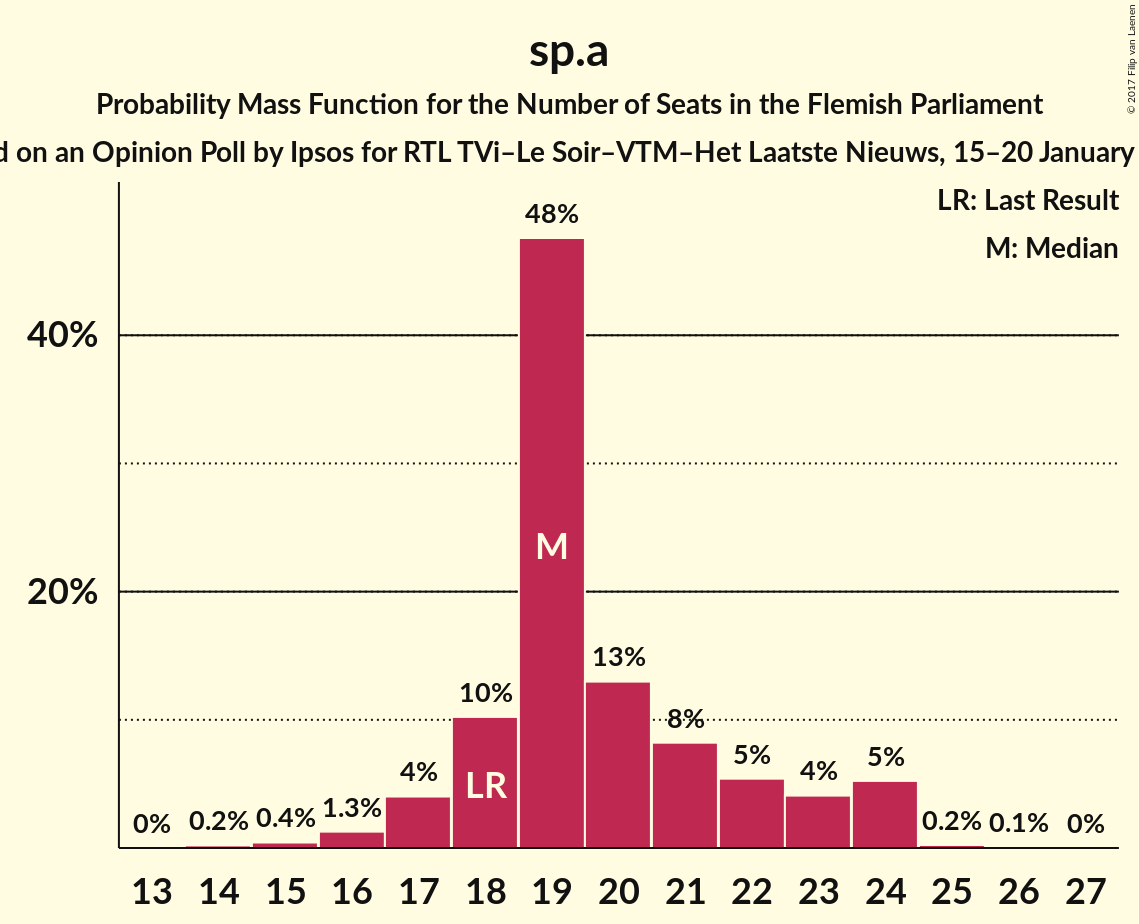 sp.a
Probability Mass Function for the Number of Seats in the Flemish Parliament
on an Opinion Poll by Ipsos for RTL TVi–Le Soir–VTM–Het Laatste Nieuws, 15–20 January
© 2017 Filip van Laenen
LR: Last Result
M: Median
48%
40%
M
20%
13%
10%
8%
5%
5%
4%
4%
LR
1.3%
0.4%
0.2%
0%
0.2%
0.1%
0%
13 14 15 16 17 18 19 20 21 22 23 24 25 26 27